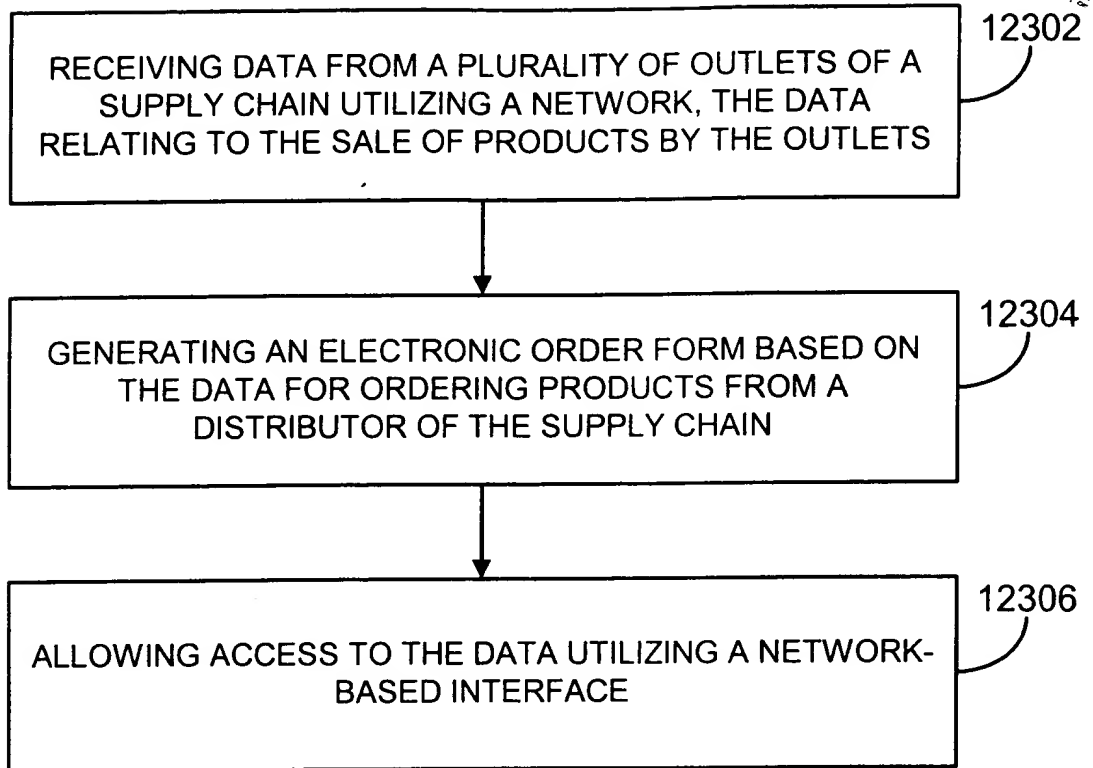 12302
RECEIVING DATA FROM A PLURALITY OF OUTLETS OF A
SUPPLY CHAIN UTILIZING A NETWORK, THE DATA
RELATING TO THE SALE OF PRODUCTS BY THE OUTLETS
12304
GENERATING AN ELECTRONIC ORDER FORM BASED ON
THE DATA FOR ORDERING PRODUCTS FROM A
DISTRIBUTOR OF THE SUPPLY CHAIN
12306
ALLOWING ACCESS TO THE DATA UTILIZING A NETWORK-
BASED INTERFACE